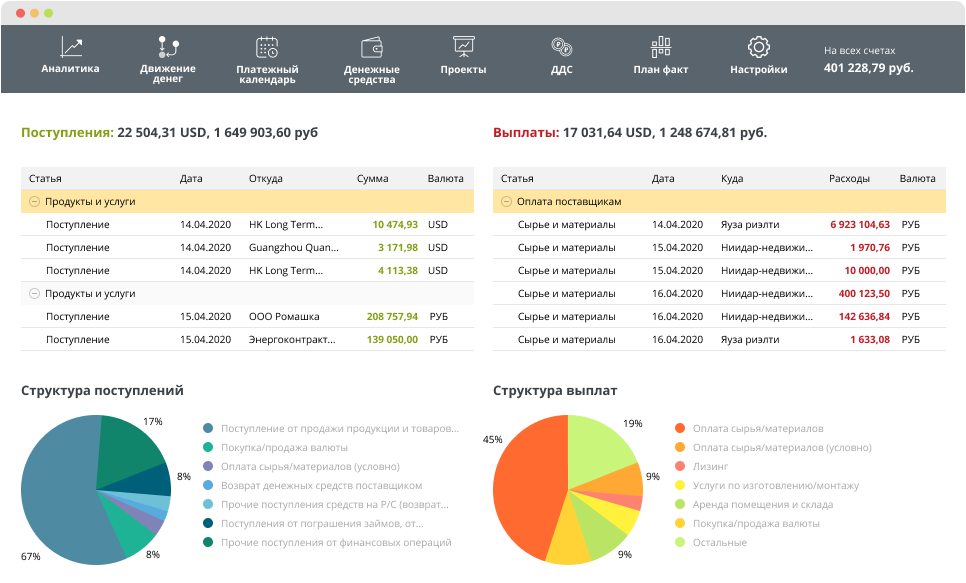 Аналитика
Движение
денег
Платежный
календарь
Денежные
средства
Проекты
ДДС
План факт
Настройки
На всех счетах
401 228,79 руб.
Поступления: 22 504,31 USD, 1 649 903,60 руб
Статья Дата Откуда Сумма Валюта
Продукты и услуги
Поступление 14.04.2020 HK Long Term... 10 474,93 USD
Поступление 14.04.2020 Guangzhou Quan... 3 171,98 USD
Поступление 14.04.2020 HK Long Term... 4 113,38 USD
Продукты и услуги
Поступление 15.04.2020 ООО Ромашка 208 757,94 РУБ
Поступление 15.04.2020 Энергоконтракт... 139 050,00 РУБ
Выплаты: 17 031,64 USD, 1 248 674,81 руб.
Статья Дата Куда Расходы Валюта
Оплата поставщикам
Сырье и материалы 14.04.2020 Яуза риэлти 6 923 104,63 РУБ
Сырье и материалы 15.04.2020 Ниидар-недвижи... 1 970,76 РУБ
Сырье и материалы 15.04.2020 Ниидар-недвижи... 10 000,00 РУБ
Сырье и материалы 16.04.2020 Ниидар-недвижи... 400 123,50 РУБ
Сырье и материалы 16.04.2020 Ниидар-недвижи... 142 636,84 РУБ
Сырье и материалы 16.04.2020 Яуза риэлти 1 633,08 РУБ
Структура поступлений
17%
8%
8%
67%
Поступление от продажи продукции и товаров...
Покупка/продажа валюты
Оплата сырья/материалов (условно)
Возврат денежных средств поставщиком
Прочие поступления средств на Р/С (возврат...
Поступления от пограшения займов, от...
Прочие поступления от финансовых операций
Структура выплат
45%
19%
9%
9%
Оплата сырья/материалов
Оплата сырья/материалов (условно)
Лизинг
Услуги по изготовлению/монтажу
Аренда помещения и склада
Покупка/продажа валюты
Остальные